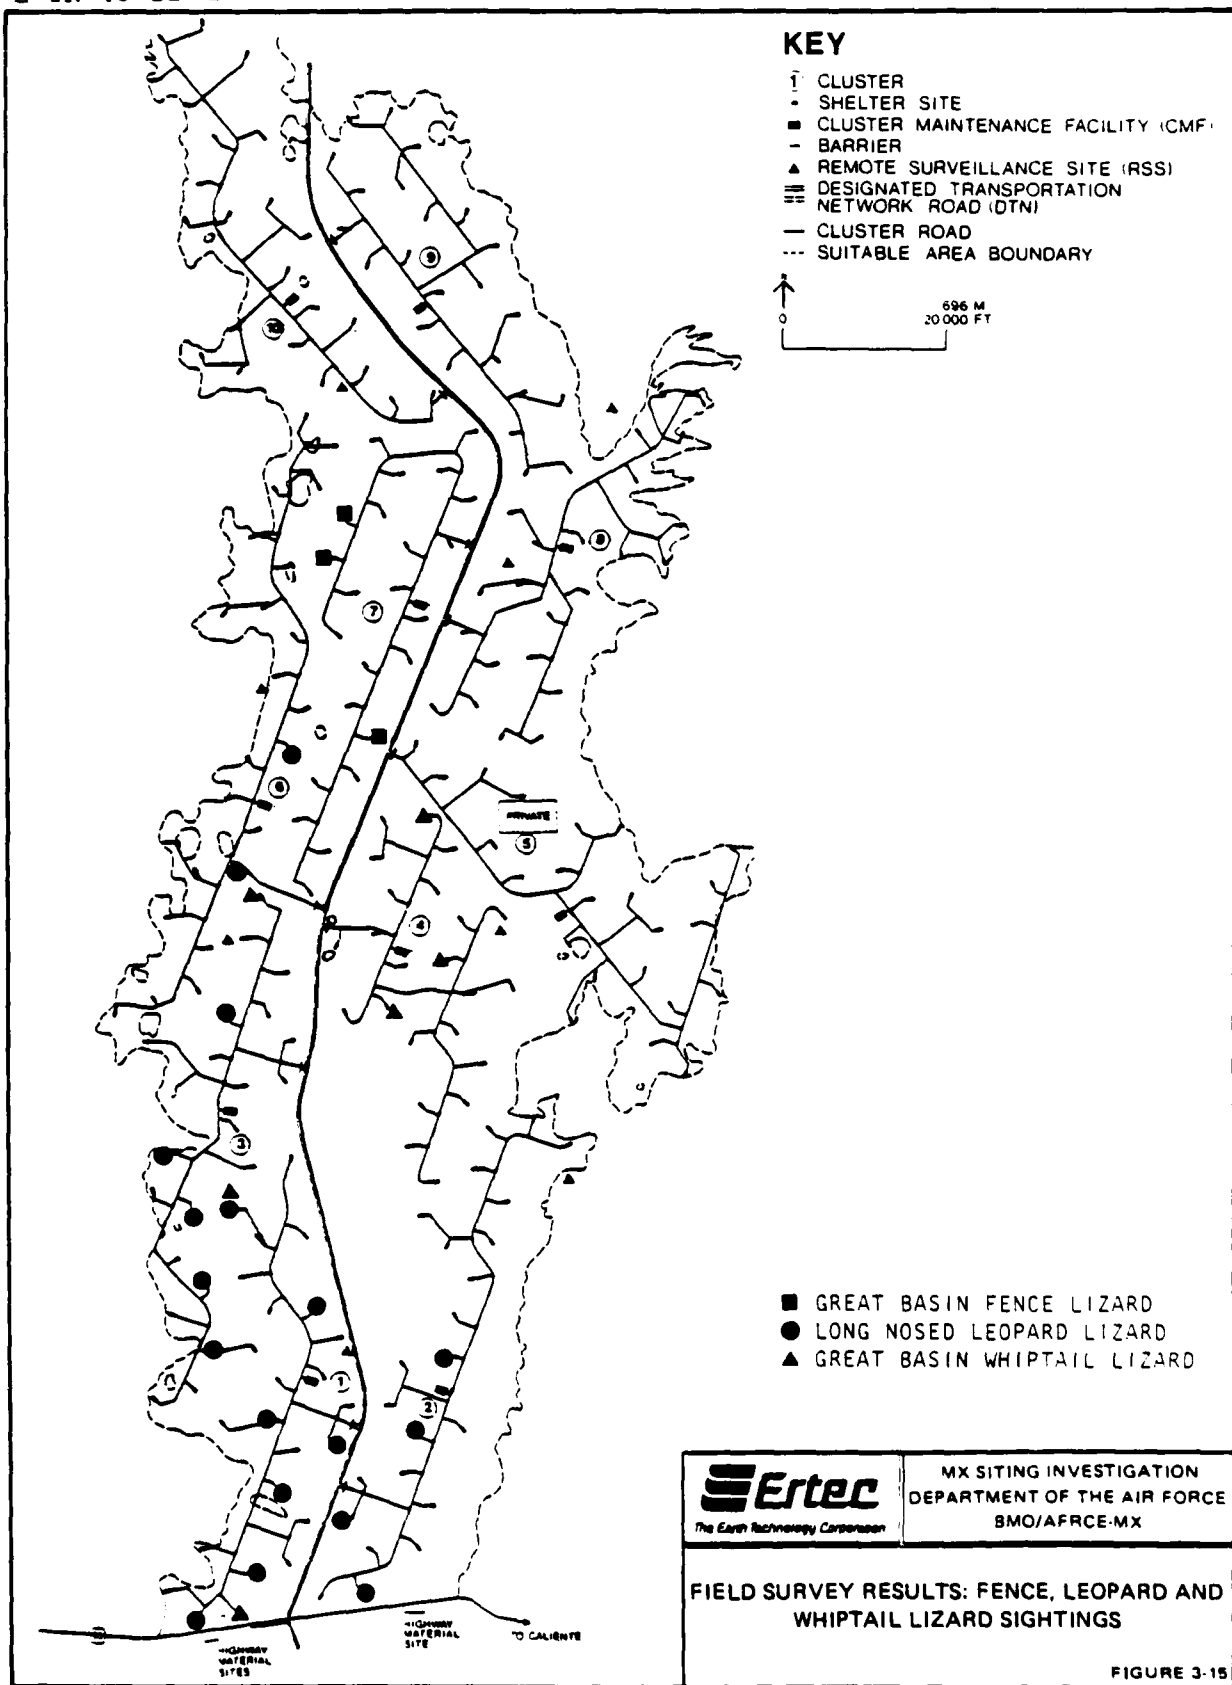 KEY
1 CLUSTER
SHELTER SITE
CLUSTER MAINTENANCE FACILITY (CMF)
BARRIER
REMOTE SURVEILLANCE SITE (RSS)
DESIGNATED TRANSPORTATION
NETWORK ROAD (DTN)
CLUSTER ROAD
SUITABLE AREA BOUNDARY
0
696 M
20 000 FT
9
10
8
7
6
PRIVATE
5
4
3
1
2
GREAT BASIN FENCE LIZARD
LONG NOSED LEOPARD LIZARD
GREAT BASIN WHIPTAIL LIZARD
HIGHWAY
MATERIAL
SITE
TO CALIENTE
HIGHWAY
MATERIAL
SITES
Ertec
The Earth Technology Corporation
MX SITING INVESTIGATION
DEPARTMENT OF THE AIR FORCE
BMO/AFRCE-MX
FIELD SURVEY RESULTS: FENCE, LEOPARD AND
WHIPTAIL LIZARD SIGHTINGS
FIGURE 3-15